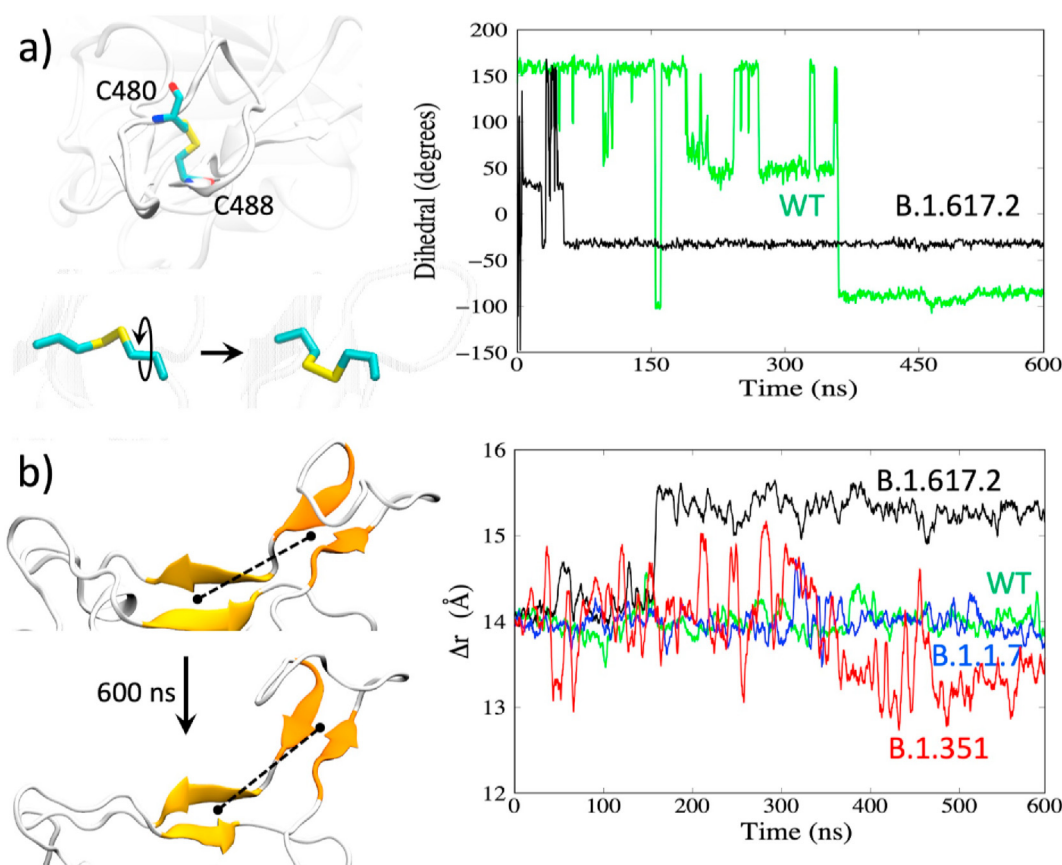 a)
C480
C488
200
150
100
50
0
−50
−100
−150
Dihedral (degrees)
WT
B.1.617.2
0
150
300
450
600
Time (ns)
b)
600 ns
16
15
14
13
12
Δr (Å)
B.1.617.2
WT
B.1.1.7
B.1.351
0
100
200
300
400
500
600
Time (ns)